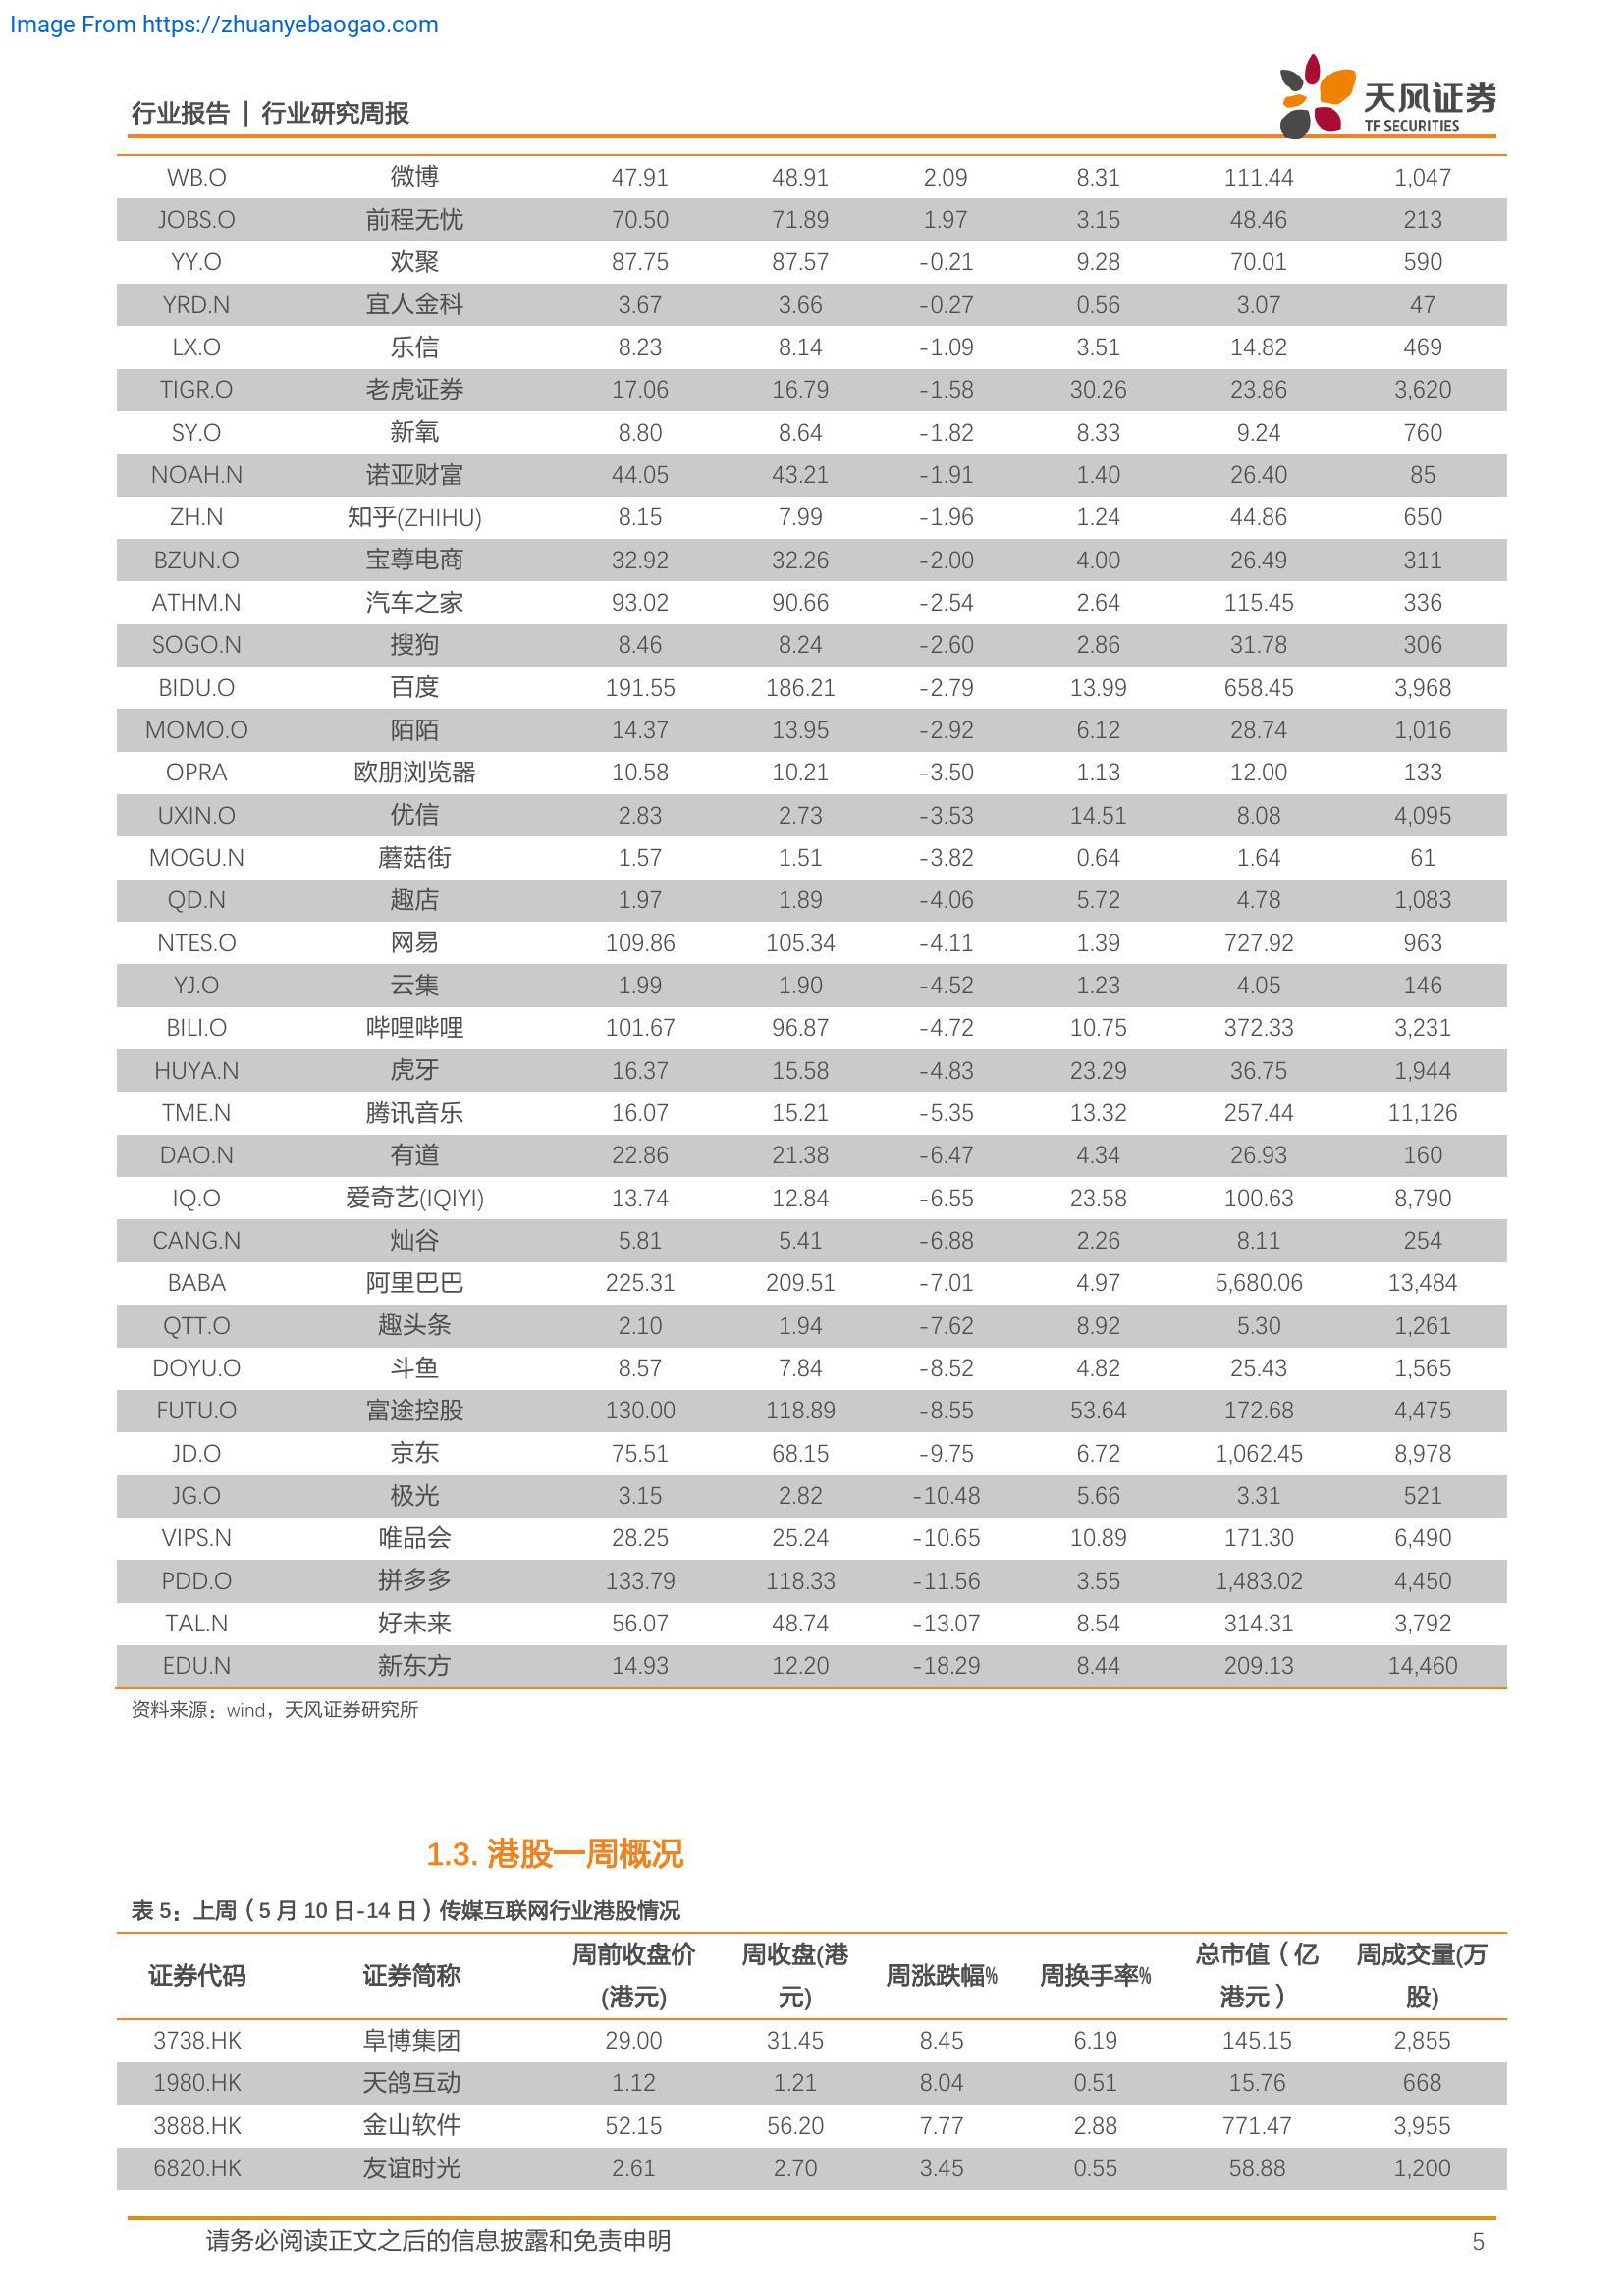 Image From https://zhuanyebaogao.com
行业报告 | 行业研究周报
天风证券
TF SECURITIES
WB.O 微博 47.91 48.91 2.09 8.31 111.44 1,047
JOBS.O 前程无忧 70.50 71.89 1.97 3.15 48.46 213
YY.O 欢聚 87.75 87.57 -0.21 9.28 70.01 590
YRD.N 宜人金科 3.67 3.66 -0.27 0.56 3.07 47
LX.O 乐信 8.23 8.14 -1.09 3.51 14.82 469
TIGR.O 老虎证券 17.06 16.79 -1.58 30.26 23.86 3,620
SY.O 新氧 8.80 8.64 -1.82 8.33 9.24 760
NOAH.N 诺亚财富 44.05 43.21 -1.91 1.40 26.40 85
ZH.N 知乎(ZHIHU) 8.15 7.99 -1.96 1.24 44.86 650
BZUN.O 宝尊电商 32.92 32.26 -2.00 4.00 26.49 311
ATHM.N 汽车之家 93.02 90.66 -2.54 2.64 115.45 336
SOGO.N 搜狗 8.46 8.24 -2.60 2.86 31.78 306
BIDU.O 百度 191.55 186.21 -2.79 13.99 658.45 3,968
MOMO.O 陌陌 14.37 13.95 -2.92 6.12 28.74 1,016
OPRA 欧朋浏览器 10.58 10.21 -3.50 1.13 12.00 133
UXIN.O 优信 2.83 2.73 -3.53 14.51 8.08 4,095
MOGU.N 蘑菇街 1.57 1.51 -3.82 0.64 1.64 61
QD.N 趣店 1.97 1.89 -4.06 5.72 4.78 1,083
NTES.O 网易 109.86 105.34 -4.11 1.39 727.92 963
YJ.O 云集 1.99 1.90 -4.52 1.23 4.05 146
BILI.O 哔哩哔哩 101.67 96.87 -4.72 10.75 372.33 3,231
HUYA.N 虎牙 16.37 15.58 -4.83 23.29 36.75 1,944
TME.N 腾讯音乐 16.07 15.21 -5.35 13.32 257.44 11,126
DAO.N 有道 22.86 21.38 -6.47 4.34 26.93 160
IQ.O 爱奇艺(IQIYI) 13.74 12.84 -6.55 23.58 100.63 8,790
CANG.N 灿谷 5.81 5.41 -6.88 2.26 8.11 254
BABA 阿里巴巴 225.31 209.51 -7.01 4.97 5,680.06 13,484
QTT.O 趣头条 2.10 1.94 -7.62 8.92 5.30 1,261
DOYU.O 斗鱼 8.57 7.84 -8.52 4.82 25.43 1,565
FUTU.O 富途控股 130.00 118.89 -8.55 53.64 172.68 4,475
JD.O 京东 75.51 68.15 -9.75 6.72 1,062.45 8,978
JG.O 极光 3.15 2.82 -10.48 5.66 3.31 521
VIPS.N 唯品会 28.25 25.24 -10.65 10.89 171.30 6,490
PDD.O 拼多多 133.79 118.33 -11.56 3.55 1,483.02 4,450
TAL.N 好未来 56.07 48.74 -13.07 8.54 314.31 3,792
EDU.N 新东方 14.93 12.20 -18.29 8.44 209.13 14,460
资料来源：wind，天风证券研究所
1.3. 港股一周概况
表 5：上周（5 月 10 日-14 日）传媒互联网行业港股情况
证券代码 证券简称 周前收盘价(港元) 周收盘(港元) 周涨跌幅% 周换手率% 总市值（亿港元） 周成交量(万股)
3738.HK 阜博集团 29.00 31.45 8.45 6.19 145.15 2,855
1980.HK 天鸽互动 1.12 1.21 8.04 0.51 15.76 668
3888.HK 金山软件 52.15 56.20 7.77 2.88 771.47 3,955
6820.HK 友谊时光 2.61 2.70 3.45 0.55 58.88 1,200
请务必阅读正文之后的信息披露和免责申明 5